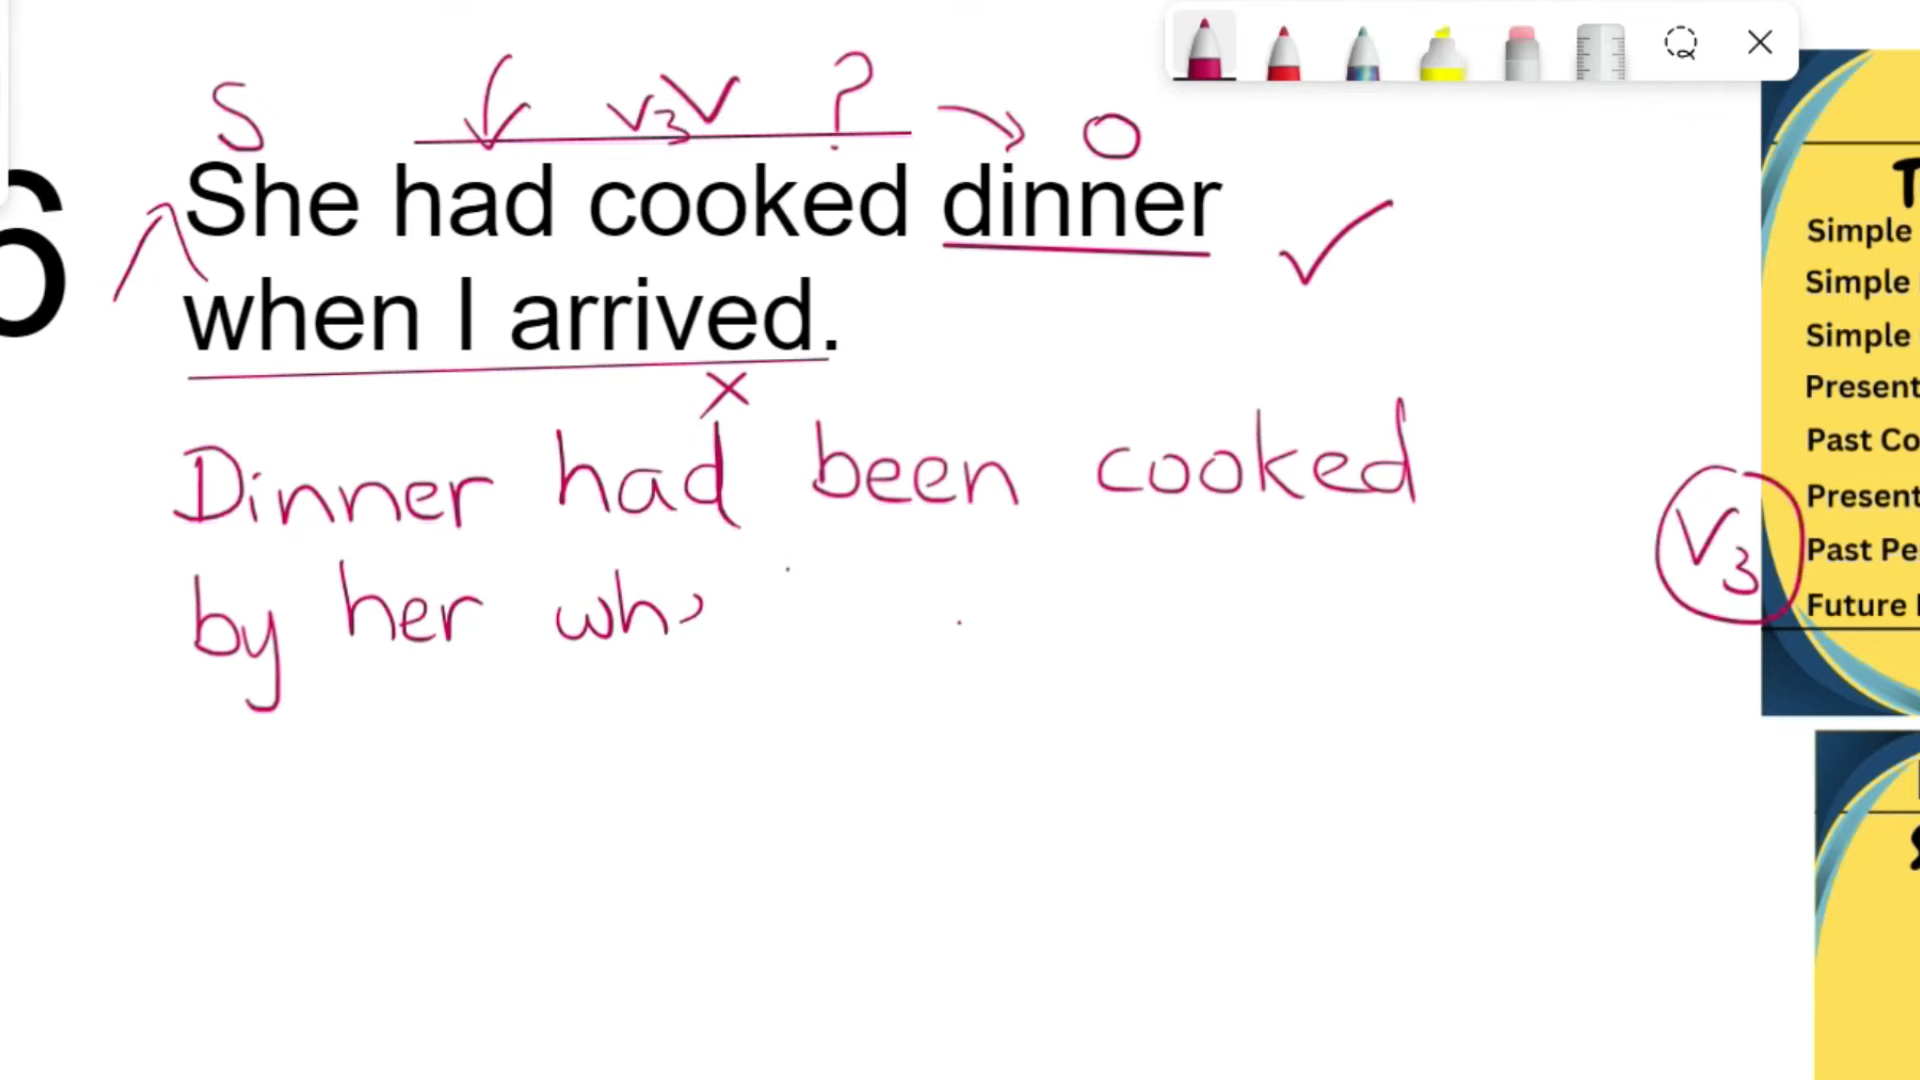 S V3 V ? O
6 She had cooked dinner
when I arrived.
x
Dinner had been cooked
by her wh
V3
T
Simple
Simple
Simple
Present
Past Co
Present
Past Pe
Future